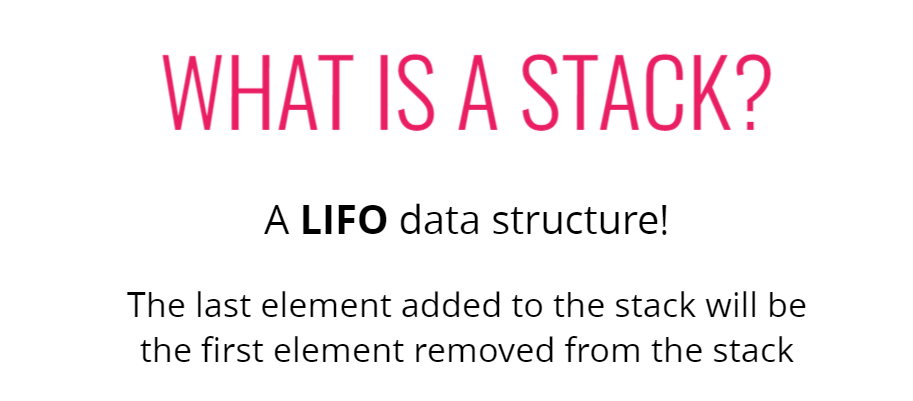 WHAT IS A STACK?
A LIFO data structure!
The last element added to the stack will be
the first element removed from the stack